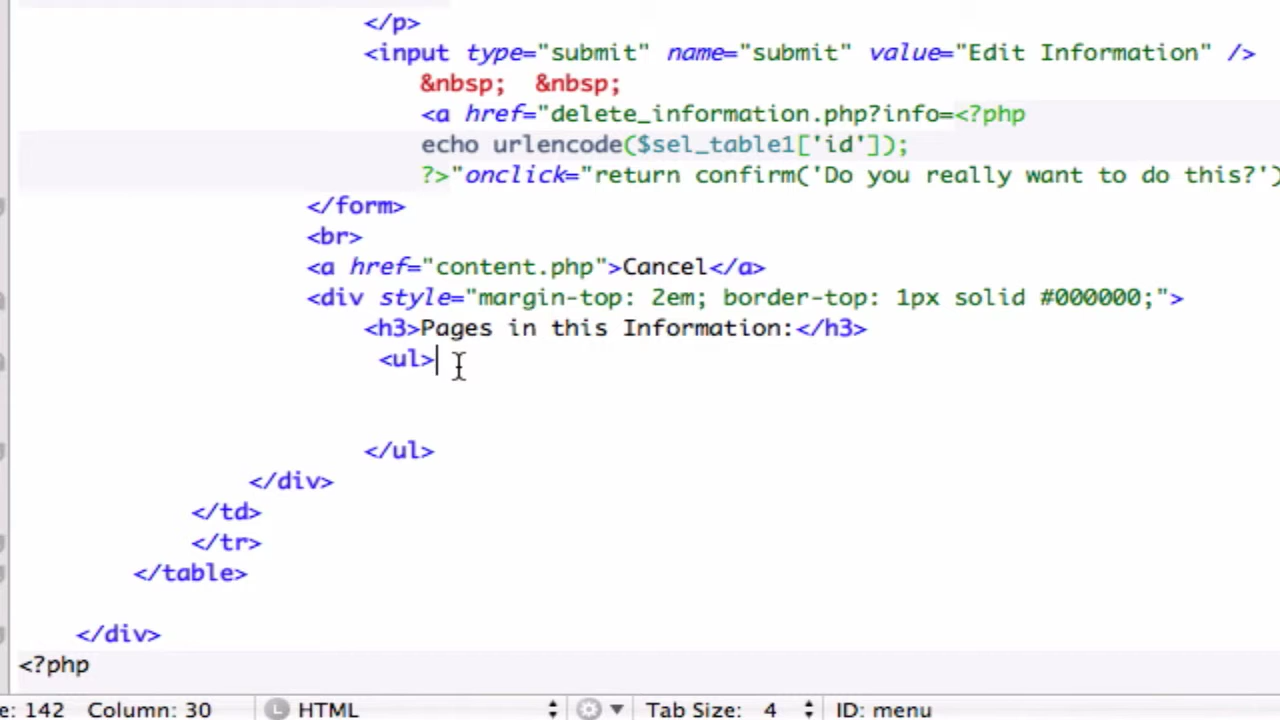 </p>
<input type="submit" name="submit" value="Edit Information" />
&nbsp; &nbsp;
<a href="delete_information.php?info=<?php
echo urlencode($sel_table1['id']);
?>"onclick="return confirm('Do you really want to do this?')
</form>
<br>
<a href="content.php">Cancel</a>
<div style="margin-top: 2em; border-top: 1px solid #000000;">
<h3>Pages in this Information:</h3>
<ul>
</ul>
</div>
</td>
</tr>
</table>
</div>
<?php
e: 142 Column: 30 HTML Tab Size: 4 ID: menu